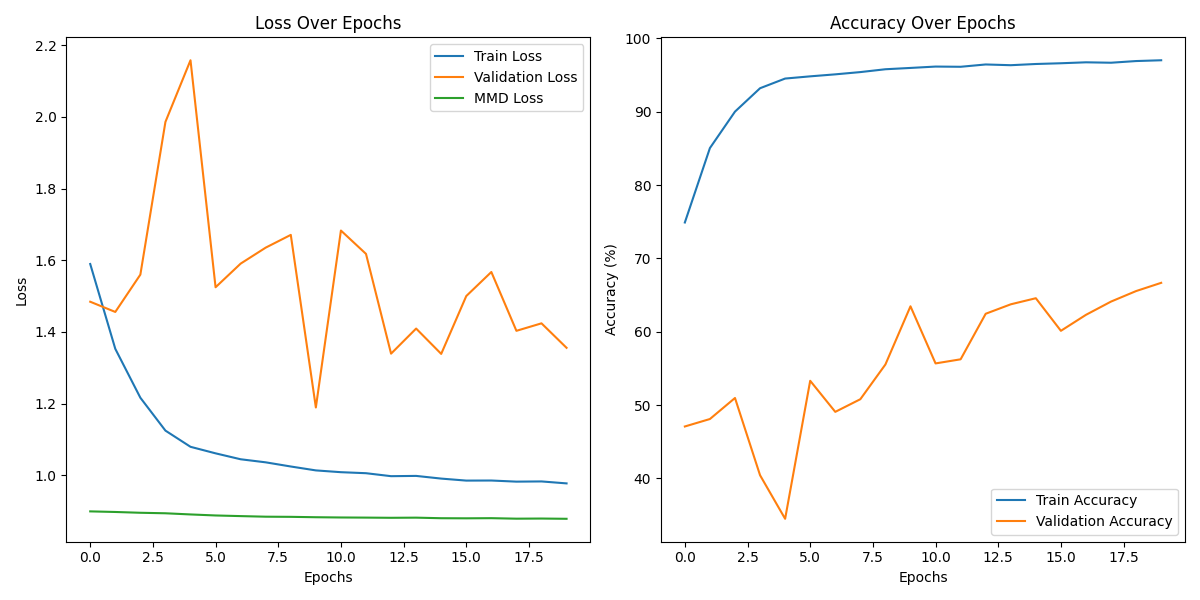 Loss Over Epochs
2.2
2.0
1.8
1.6
1.4
1.2
1.0
Loss
0.0
2.5
5.0
7.5
10.0
12.5
15.0
17.5
Epochs
Train Loss
Validation Loss
MMD Loss
Accuracy Over Epochs
100
90
80
70
60
50
40
Accuracy (%)
0.0
2.5
5.0
7.5
10.0
12.5
15.0
17.5
Epochs
Train Accuracy
Validation Accuracy